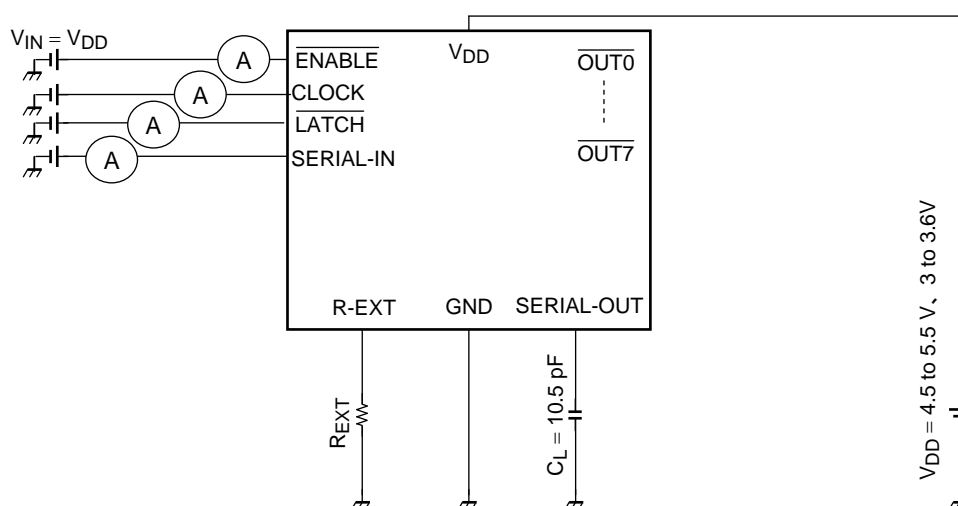 V_IN = V_DD
A
A
A
A
ENABLE
CLOCK
LATCH
SERIAL-IN
V_DD
OUT0
OUT7
R-EXT
GND
SERIAL-OUT
R_EXT
C_L = 10.5 pF
V_DD = 4.5 to 5.5 V、3 to 3.6V